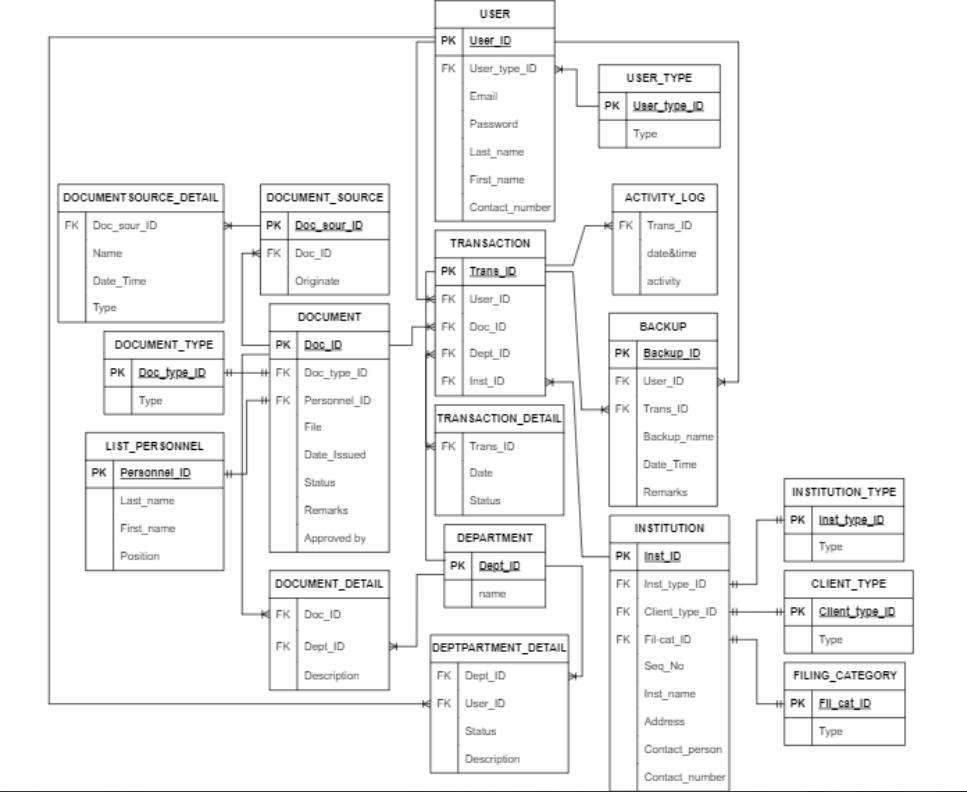 USER
PK User_ID
FK User_type_ID
Email
Password
Last_name
First_name
Contact_number
USER_TYPE
PK User_type_ID
Type
DOCUMENTSOURCE_DETAIL
FK Doc_sour_ID
Name
Date_Time
Type
DOCUMENT_SOURCE
PK Doc_sour_ID
FK Doc_ID
Originate
TRANSACTION
PK Trans_ID
FK User_ID
FK Doc_ID
FK Dept_ID
FK Inst_ID
ACTIVITY_LOG
FK Trans_ID
date&time
activity
DOCUMENT_TYPE
PK Doc_type_ID
Type
DOCUMENT
PK Doc_ID
FK Doc_type_ID
FK Personnel_ID
File
Date_Issued
Status
Remarks
Approved by
BACKUP
PK Backup_ID
FK User_ID
FK Trans_ID
Backup_name
Date_Time
Remarks
LIST_PERSONNEL
PK Personnel_ID
Last_name
First_name
Position
TRANSACTION_DETAIL
FK Trans_ID
Date
Status
DEPARTMENT
PK Dept_ID
name
DOCUMENT_DETAIL
FK Doc_ID
FK Dept_ID
Description
DEPTPARTMENT_DETAIL
FK Dept_ID
FK User_ID
Status
Description
INSTITUTION
PK Inst_ID
FK Inst_type_ID
FK Client_type_ID
FK Fil-cat_ID
Seq_No
Inst_name
Address
Contact_person
Contact_number
INSTITUTION_TYPE
PK Inst_type_ID
Type
CLIENT_TYPE
PK Client_type_ID
Type
FILING_CATEGORY
PK Fil_cat_ID
Type